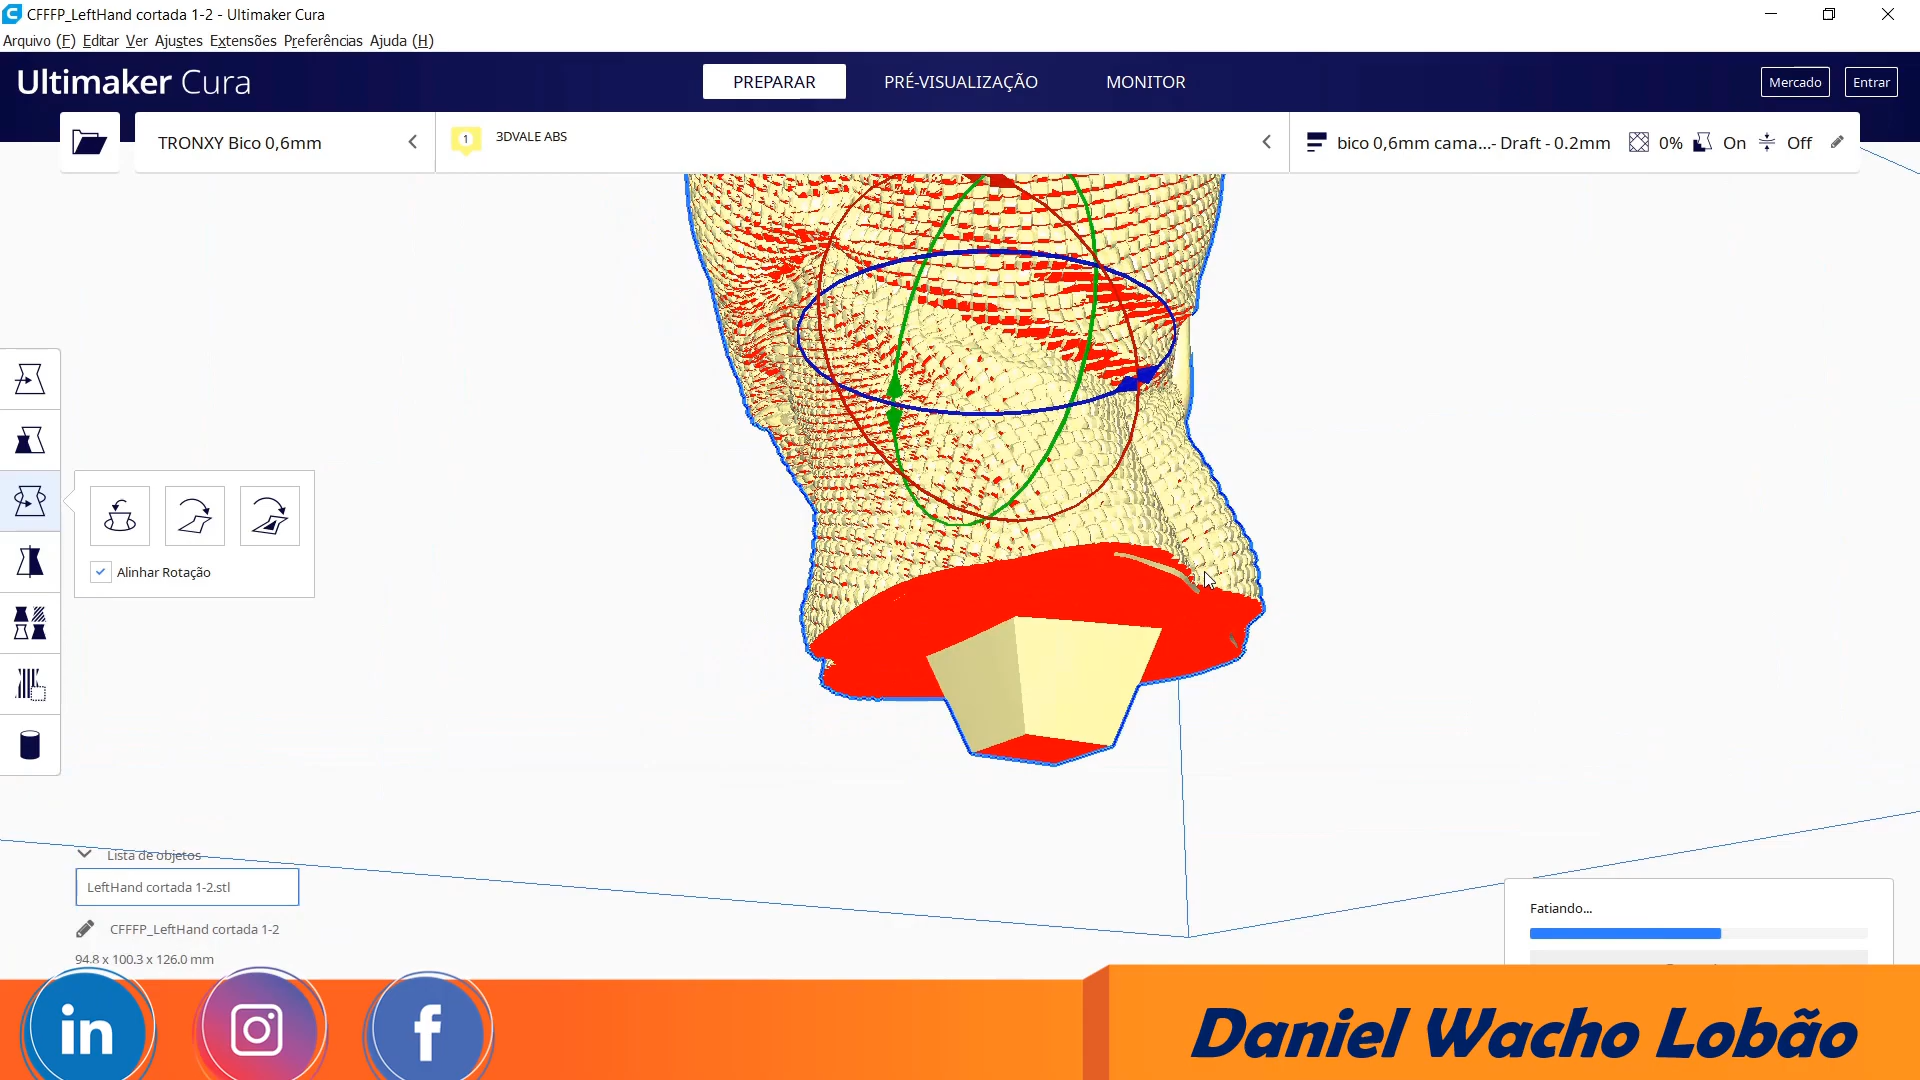 CFFFP_LeftHand cortada 1-2 - Ultimaker Cura
Arquivo (F) Editar Ver Ajustes Extensões Preferências Ajuda (H)
Ultimaker Cura
PREPARAR
PRÉ-VISUALIZAÇÃO
MONITOR
Mercado
Entrar
TRONXY Bico 0,6mm
1
3DVALE ABS
bico 0,6mm cama...- Draft - 0.2mm
0%
On
Off
Alinhar Rotação
Lista de objetos
LeftHand cortada 1-2.stl
CFFFP_LeftHand cortada 1-2
94.8 x 100.3 x 126.0 mm
Fatiando...
in
f
Daniel Wacho Lobão